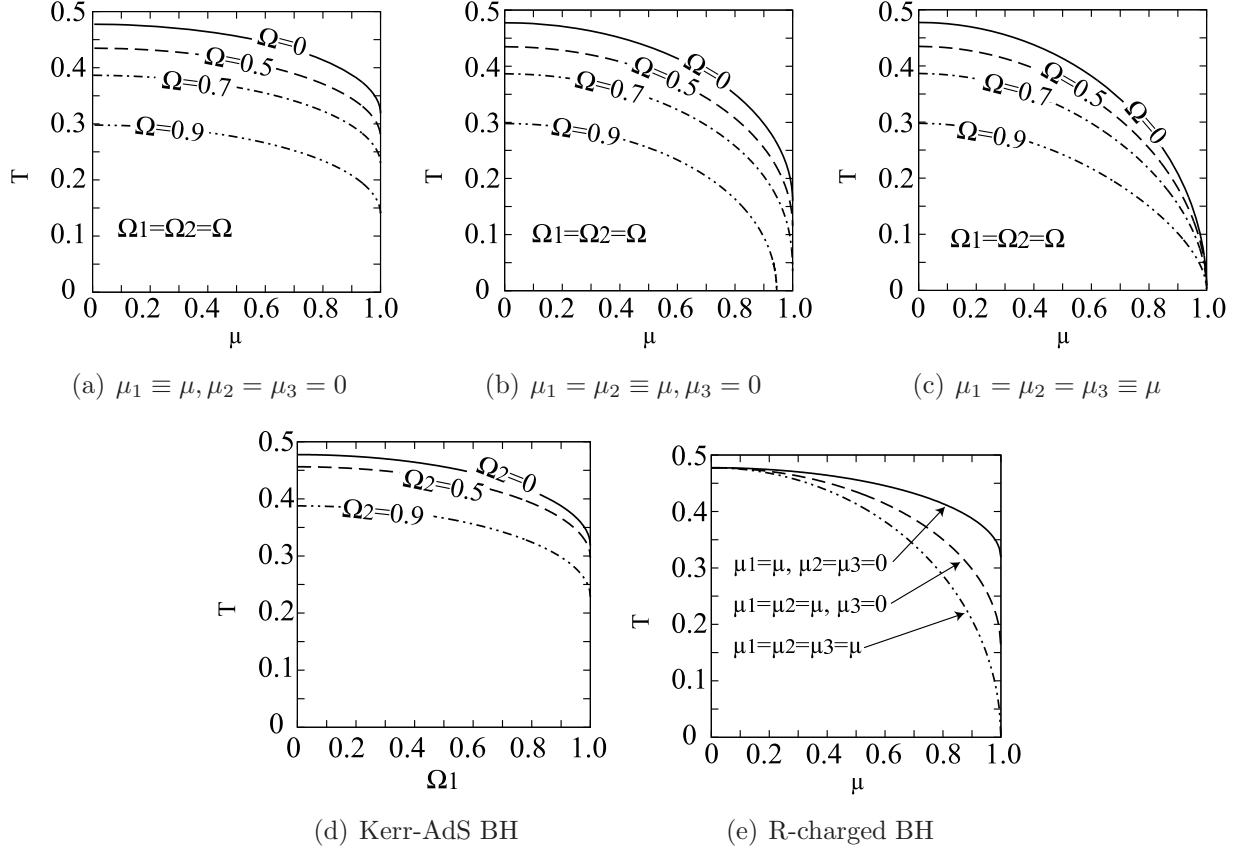 0.5
0.4
0.3
0.2
0.1
0
T
Ω=0
Ω=0.5
Ω=0.7
Ω=0.9
Ω1=Ω2=Ω
0 0.2 0.4 0.6 0.8 1.0
μ
(a) μ₁ ≡ μ, μ₂ = μ₃ = 0
0.5
0.4
0.3
0.2
0.1
0
T
Ω=0
Ω=0.5
Ω=0.7
Ω=0.9
Ω1=Ω2=Ω
0 0.2 0.4 0.6 0.8 1.0
μ
(b) μ₁ = μ₂ ≡ μ, μ₃ = 0
0.5
0.4
0.3
0.2
0.1
0
T
Ω=0
Ω=0.5
Ω=0.7
Ω=0.9
Ω1=Ω2=Ω
0 0.2 0.4 0.6 0.8 1.0
μ
(c) μ₁ = μ₂ = μ₃ ≡ μ
0.5
0.4
0.3
0.2
0.1
0
T
Ω2=0
Ω2=0.5
Ω2=0.9
0 0.2 0.4 0.6 0.8 1.0
Ω1
(d) Kerr-AdS BH
0.5
0.4
0.3
0.2
0.1
0
T
μ1=μ, μ2=μ3=0
μ1=μ2=μ, μ3=0
μ1=μ2=μ3=μ
0 0.2 0.4 0.6 0.8 1.0
μ
(e) R-charged BH